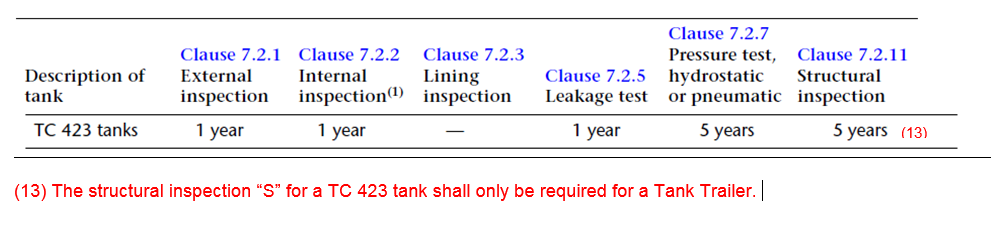 Clause 7.2.7
Clause 7.2.1 Clause 7.2.2 Clause 7.2.3 Pressure test, Clause 7.2.11
Description of External Internal Lining Clause 7.2.5 hydrostatic Structural
tank inspection inspection(1) inspection Leakage test or pneumatic inspection
TC 423 tanks 1 year 1 year — 1 year 5 years 5 years (13)
(13) The structural inspection “S” for a TC 423 tank shall only be required for a Tank Trailer.